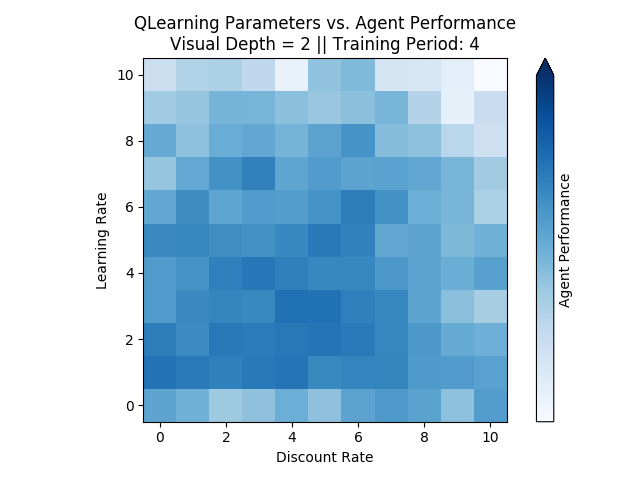 QLearning Parameters vs. Agent Performance
Visual Depth = 2 || Training Period: 4
10
8
6
4
2
0
Learning Rate
0 2 4 6 8 10
Discount Rate
Agent Performance